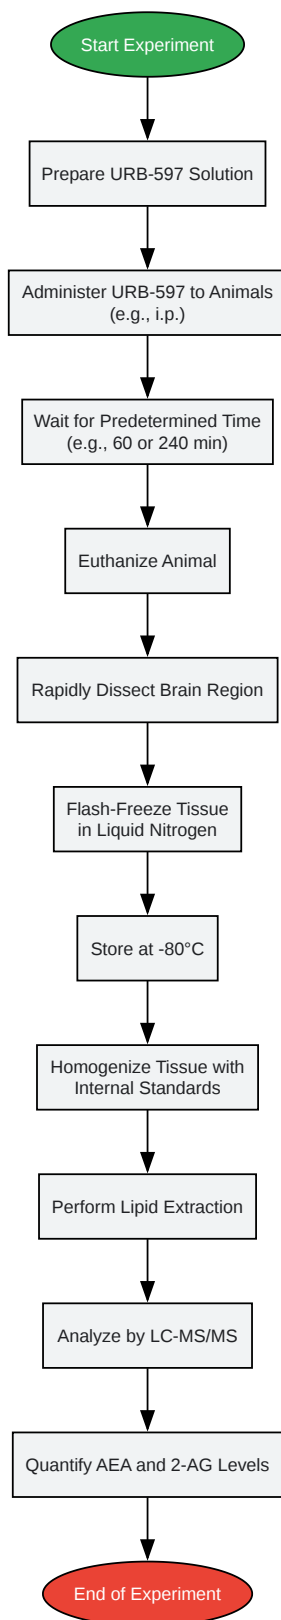 Start Experiment
Prepare URB-597 Solution
Administer URB-597 to Animals
(e.g., i.p.)
Wait for Predetermined Time
(e.g., 60 or 240 min)
Euthanize Animal
Rapidly Dissect Brain Region
Flash-Freeze Tissue
in Liquid Nitrogen
Store at -80°C
Homogenize Tissue with
Internal Standards
Perform Lipid Extraction
Analyze by LC-MS/MS
Quantify AEA and 2-AG Levels
End of Experiment